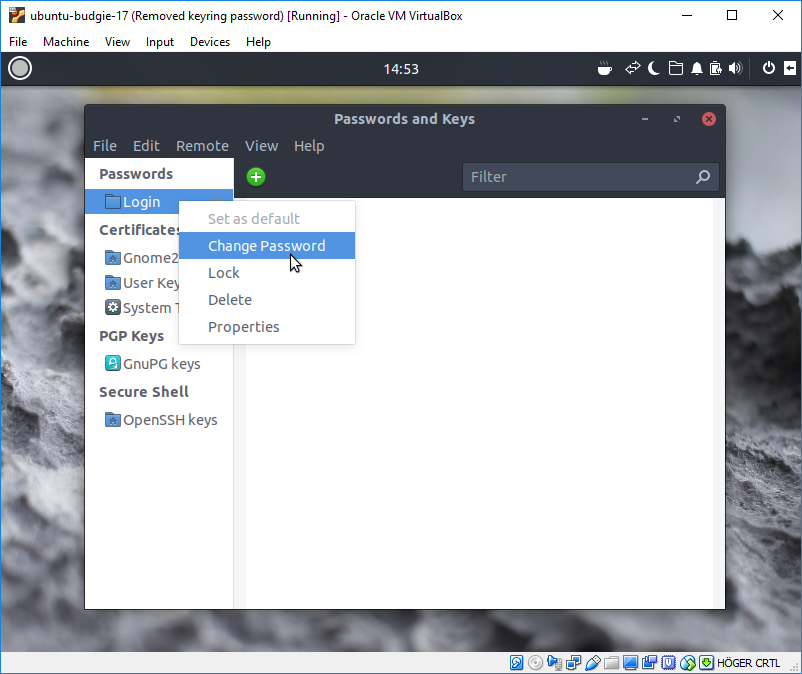 ubuntu-budgie-17 (Removed keyring password) [Running] - Oracle VM VirtualBox
File Machine View Input Devices Help
14:53
Passwords and Keys
File Edit Remote View Help
Passwords
Filter
Login
Set as default
Certificates
Change Password
Gnome2
Lock
User Key
Delete
System T
Properties
PGP Keys
GnuPG keys
Secure Shell
OpenSSH keys
HÖGER CRTL